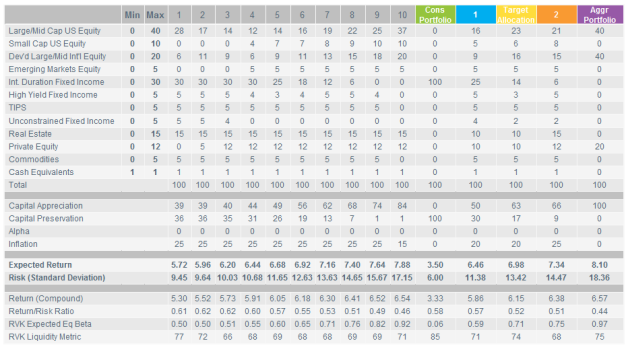 Min Max 1 2 3 4 5 6 7 8 9 10 Cons Portfolio 1 Target Allocation 2 Aggr Portfolio
Large/Mid Cap US Equity 0 40 28 17 14 12 14 16 19 22 25 37 0 16 23 21 40
Small Cap US Equity 0 10 0 0 0 4 7 7 8 9 10 10 0 5 6 8 0
Dev'd Large/Mid Int'l Equity 0 20 6 11 9 6 9 11 13 15 18 20 0 9 16 15 40
Emerging Markets Equity 0 5 0 0 5 5 5 5 5 5 5 5 0 5 5 5 0
Int. Duration Fixed Income 0 30 30 30 30 30 25 18 12 6 0 0 100 25 14 6 0
High Yield Fixed Income 0 5 5 5 5 4 3 4 5 5 4 0 0 5 3 5 0
TIPS 0 5 5 5 5 5 5 5 5 5 5 5 0 5 5 5 0
Unconstrained Fixed Income 0 5 5 4 0 0 0 0 0 0 0 0 4 2 2 0
Real Estate 0 15 15 15 15 15 15 15 15 15 15 15 0 10 10 15 0
Private Equity 0 12 0 5 12 12 12 12 12 12 12 12 0 10 10 12 20
Commodities 0 5 5 5 5 5 5 5 5 5 5 0 0 5 5 5 0
Cash Equivalents 1 1 1 1 1 1 1 1 1 1 1 1 0 1 1 1 0
Total 100 100 100 100 100 100 100 100 100 100 100 100 100 100 100
Capital Appreciation 39 39 40 44 49 56 62 68 74 84 0 50 63 66 100
Capital Preservation 36 36 35 31 26 19 13 7 1 1 100 30 17 9 0
Alpha 0 0 0 0 0 0 0 0 0 0 0 0 0 0 0
Inflation 25 25 25 25 25 25 25 25 25 15 0 20 20 25 0
Expected Return 5.72 5.96 6.20 6.44 6.68 6.92 7.16 7.40 7.64 7.88 3.50 6.46 6.98 7.34 8.10
Risk (Standard Deviation) 9.45 9.64 10.03 10.68 11.65 12.63 13.63 14.65 15.67 17.15 6.00 11.38 13.42 14.47 18.36
Return (Compound) 5.30 5.52 5.73 5.91 6.05 6.18 6.30 6.41 6.52 6.54 3.33 5.86 6.15 6.38 6.57
Return/Risk Ratio 0.61 0.62 0.62 0.60 0.57 0.55 0.53 0.51 0.49 0.46 0.58 0.57 0.52 0.51 0.44
RVK Expected Eq Beta 0.50 0.50 0.51 0.55 0.60 0.65 0.71 0.76 0.82 0.92 0.06 0.59 0.71 0.75 0.97
RVK Liquidity Metric 77 72 66 68 69 68 68 69 69 71 85 71 74 68 75